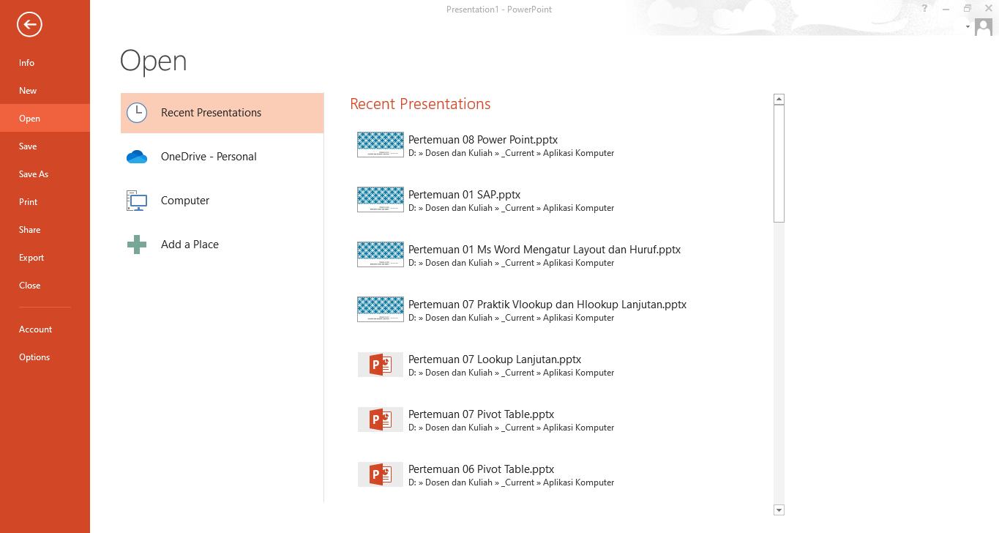 Presentation1 - PowerPoint
?
Info
New
Open
Save
Save As
Print
Share
Export
Close
Account
Options
Open
Recent Presentations
OneDrive - Personal
Computer
Add a Place
Recent Presentations
Pertemuan 08 Power Point.pptx
D: » Dosen dan Kuliah » _Current » Aplikasi Komputer
Pertemuan 01 SAP.pptx
D: » Dosen dan Kuliah » _Current » Aplikasi Komputer
Pertemuan 01 Ms Word Mengatur Layout dan Huruf.pptx
D: » Dosen dan Kuliah » _Current » Aplikasi Komputer
Pertemuan 07 Praktik Vlookup dan Hlookup Lanjutan.pptx
D: » Dosen dan Kuliah » _Current » Aplikasi Komputer
Pertemuan 07 Lookup Lanjutan.pptx
D: » Dosen dan Kuliah » _Current » Aplikasi Komputer
Pertemuan 07 Pivot Table.pptx
D: » Dosen dan Kuliah » _Current » Aplikasi Komputer
Pertemuan 06 Pivot Table.pptx
D: » Dosen dan Kuliah » _Current » Aplikasi Komputer